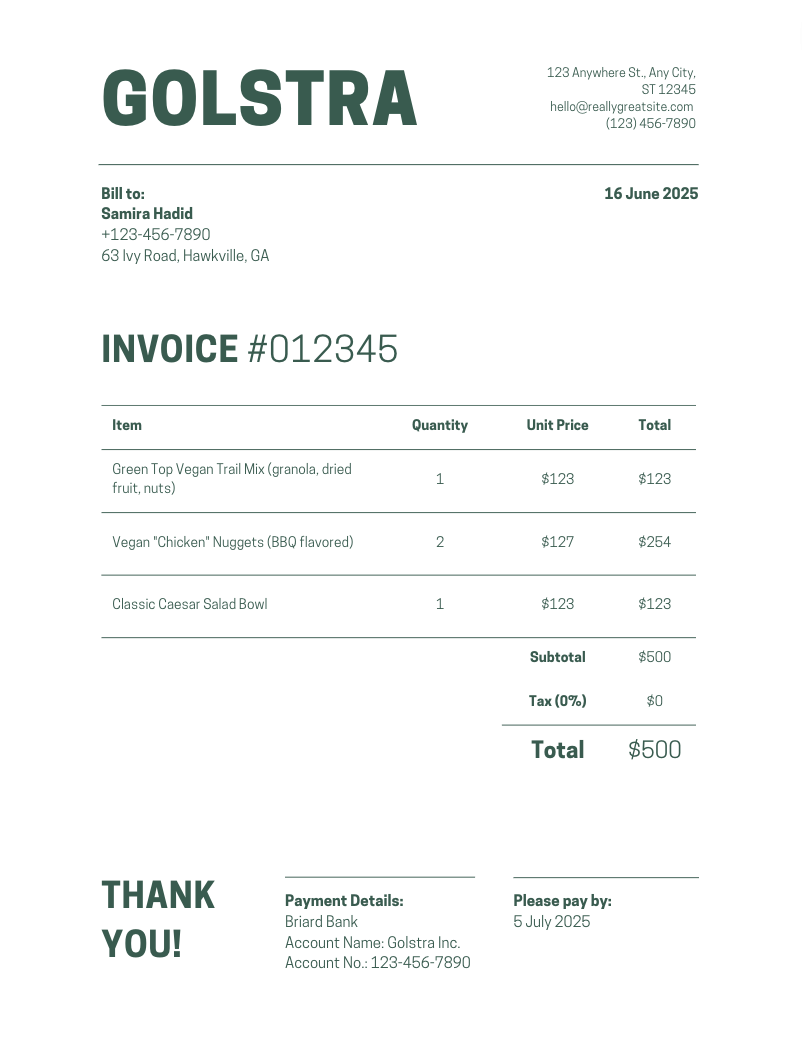 GOLSTRA
123 Anywhere St., Any City,
ST 12345
hello@reallygreatsite.com
(123) 456-7890
Bill to:
16 June 2025
Samira Hadid
+123-456-7890
63 Ivy Road, Hawkville, GA
INVOICE #012345
Item Quantity Unit Price Total
Green Top Vegan Trail Mix (granola, dried
fruit, nuts)
1 $123 $123
Vegan "Chicken" Nuggets (BBQ flavored) 2 $127 $254
Classic Caesar Salad Bowl 1 $123 $123
Subtotal $500
Tax (0%) $0
Total $500
THANK
YOU!
Payment Details:
Briard Bank
Account Name: Golstra Inc.
Account No.: 123-456-7890
Please pay by:
5 July 2025